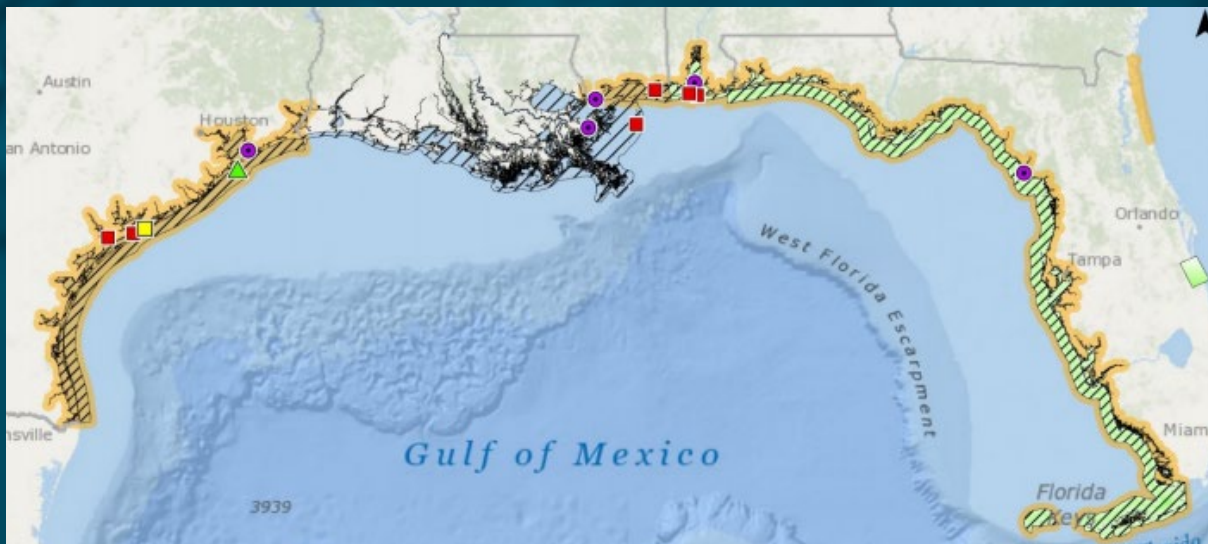 Austin
Houston
an Antonio
Orlando
Tampa
West Florida Escarpment
nsville
Miam
Gulf of Mexico
3939
Florida
Keys